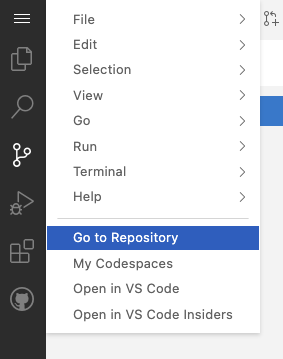 File
Edit
Selection
View
Go
Run
Terminal
Help
Go to Repository
My Codespaces
Open in VS Code
Open in VS Code Insiders